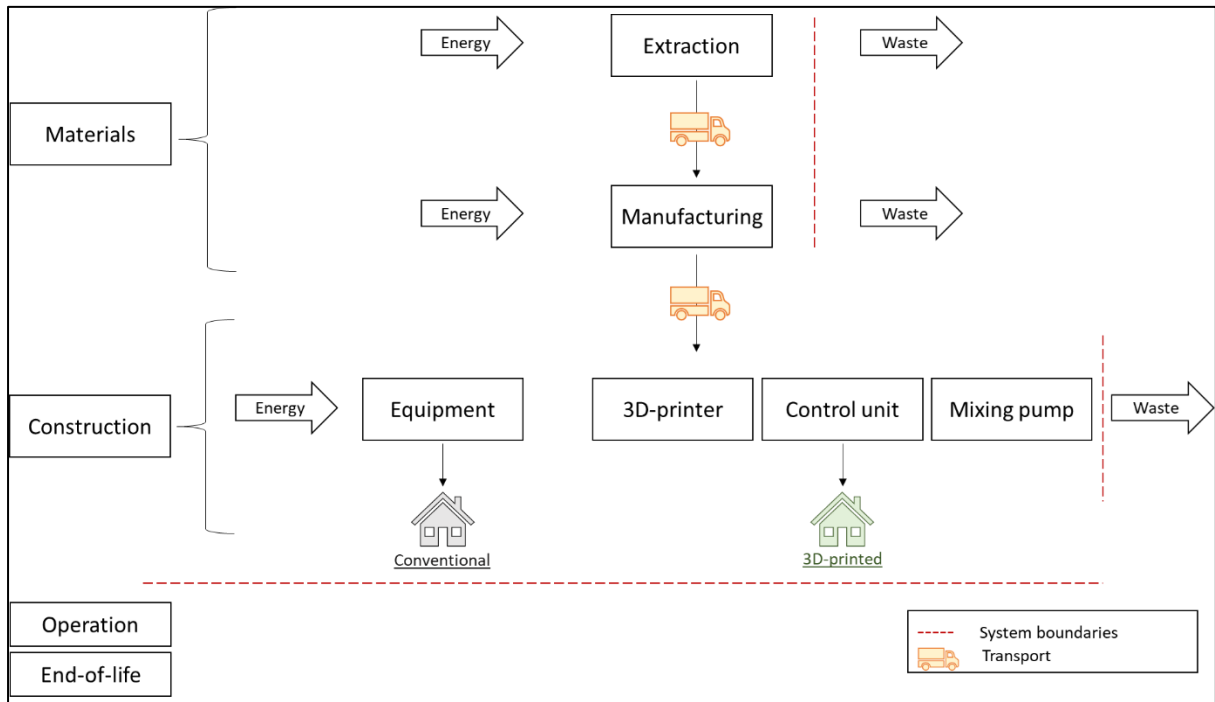 Energy
Extraction
Waste
Materials
Energy
Manufacturing
Waste
Construction
Energy
Equipment
3D-printer
Control unit
Mixing pump
Waste
Conventional
3D-printed
Operation
End-of-life
System boundaries
Transport